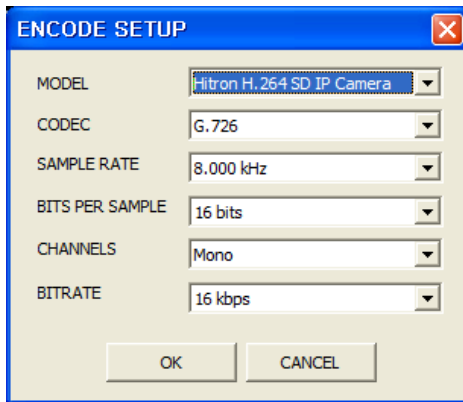 ENCODE SETUP
MODEL Hitron H.264 SD IP Camera
CODEC G.726
SAMPLE RATE 8.000 kHz
BITS PER SAMPLE 16 bits
CHANNELS Mono
BITRATE 16 kbps
OK CANCEL